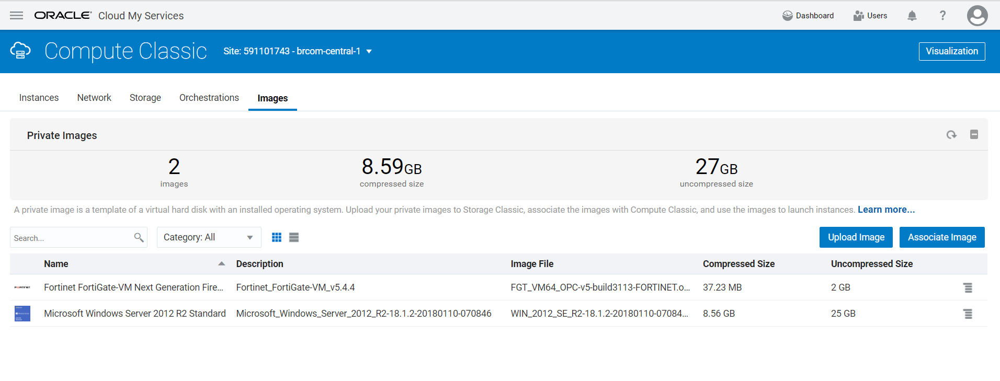 ORACLE Cloud My Services
Dashboard
Users
?
Compute Classic
Site: 591101743 - brcom-central-1
Visualization
Instances
Network
Storage
Orchestrations
Images
Private Images
2
images
8.59GB
compressed size
27GB
uncompressed size
A private image is a template of a virtual hard disk with an installed operating system. Upload your private images to Storage Classic, associate the images with Compute Classic, and use the images to launch instances. Learn more...
Search...
Category: All
Upload Image
Associate Image
Name Description Image File Compressed Size Uncompressed Size
FORTINET Fortinet FortiGate-VM Next Generation Fire... Fortinet_FortiGate-VM_v5.4.4 FGT_VM64_OPC-v5-build3113-FORTINET.o... 37.23 MB 2 GB
Microsoft Windows Server 2012 R2 Standard Microsoft_Windows_Server_2012_R2-18.1.2-20180110-070846 WIN_2012_SE_R2-18.1.2-20180110-07084... 8.56 GB 25 GB